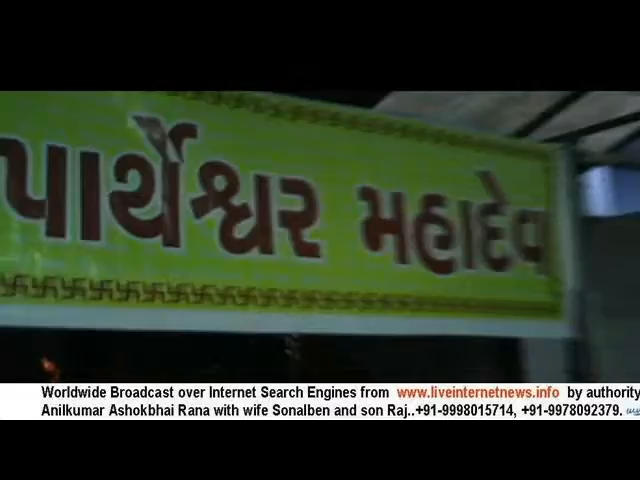 પાર્થેશ્વર મહાદેવ
Worldwide Broadcast over Internet Search Engines from www.liveinternetnews.info by authority
Anilkumar Ashokbhai Rana with wife Sonalben and son Raj..+91-9998015714, +91-9978092379.